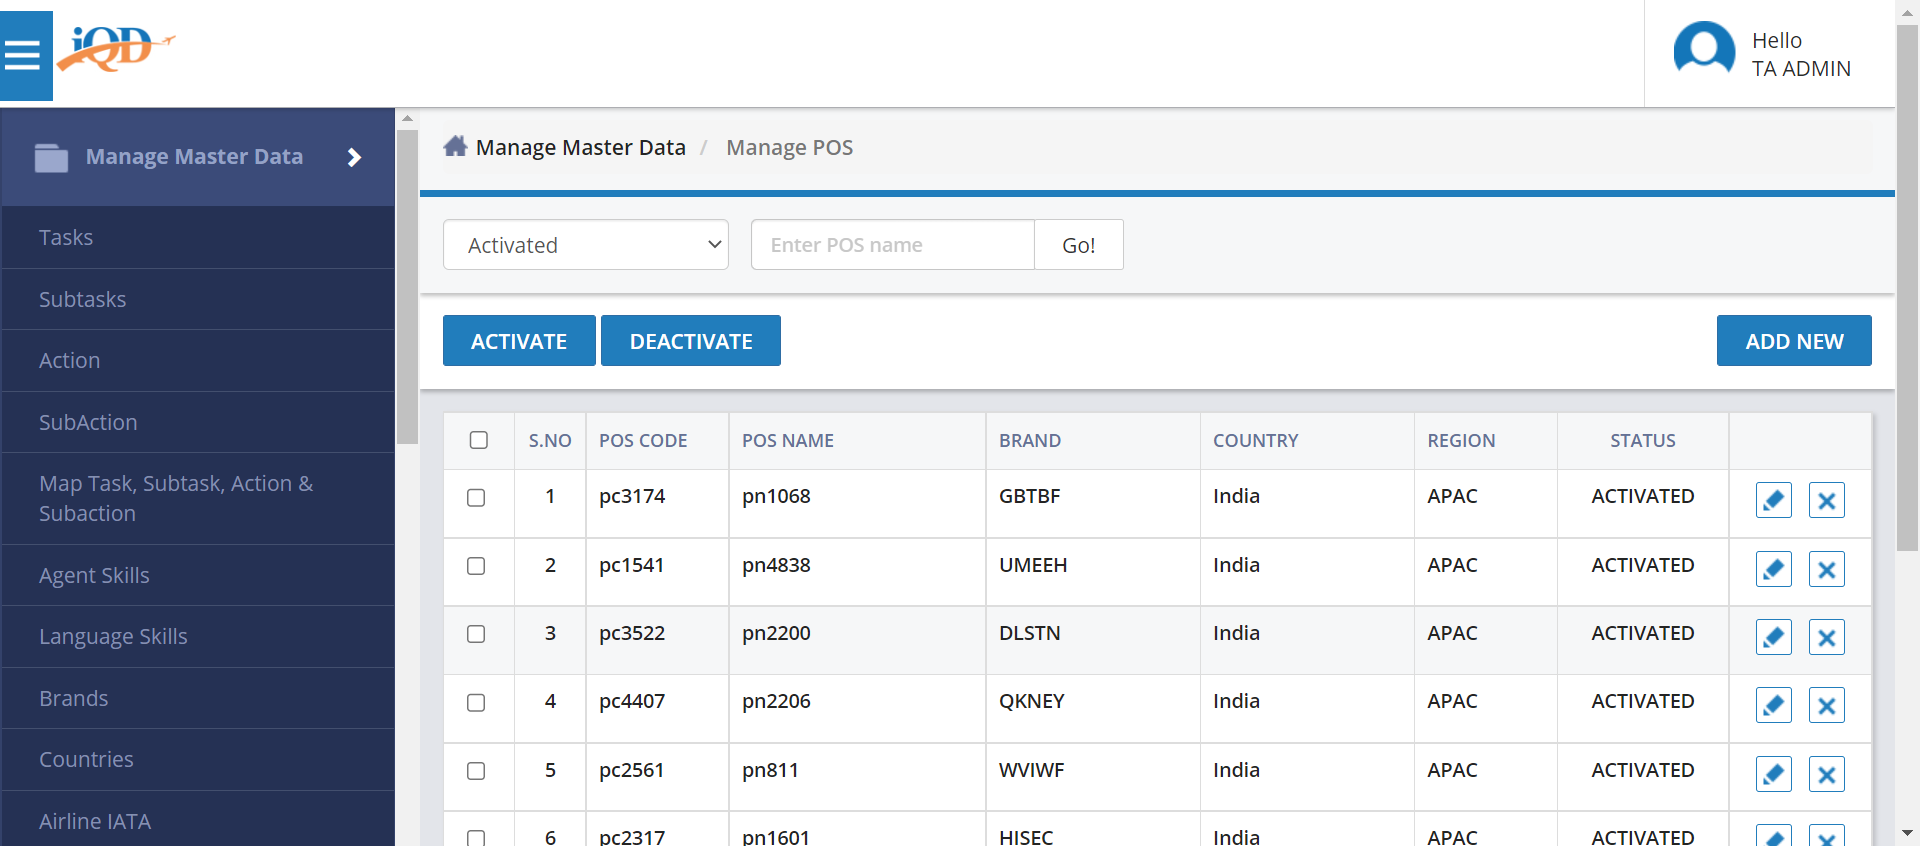 iQD
Hello
TA ADMIN
Manage Master Data
Tasks
Subtasks
Action
SubAction
Map Task, Subtask, Action &
Subaction
Agent Skills
Language Skills
Brands
Countries
Airline IATA
Manage Master Data / Manage POS
Activated Enter POS name Go!
ACTIVATE DEACTIVATE ADD NEW
S.NO POS CODE POS NAME BRAND COUNTRY REGION STATUS
1 pc3174 pn1068 GBTBF India APAC ACTIVATED
2 pc1541 pn4838 UMEEH India APAC ACTIVATED
3 pc3522 pn2200 DLSTN India APAC ACTIVATED
4 pc4407 pn2206 QKNEY India APAC ACTIVATED
5 pc2561 pn811 WVIWF India APAC ACTIVATED
6 pc2317 pn1601 HISEC India APAC ACTIVATED